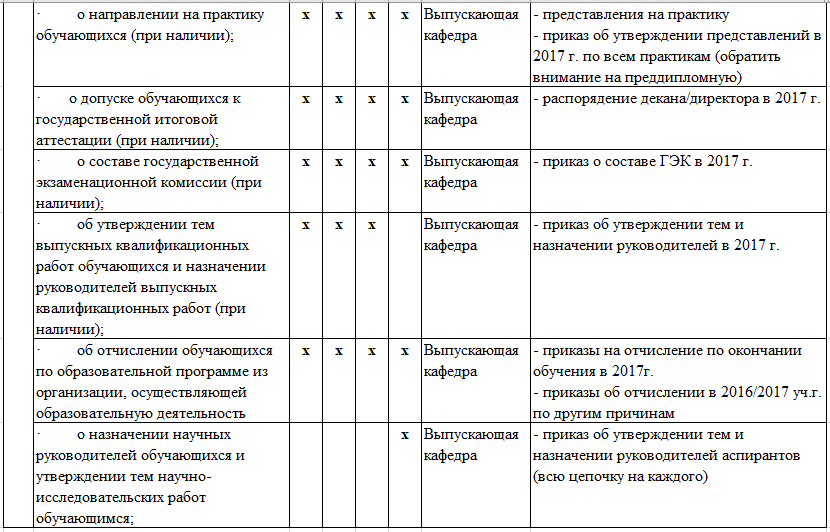 · о направлении на практику
обучающихся (при наличии);
х х х х
Выпускающая
кафедра
- представления на практику
- приказ об утверждении представлений в
2017 г. по всем практикам (обратить
внимание на преддипломную)
· о допуске обучающихся к
государственной итоговой
аттестации (при наличии);
х х х х
Выпускающая
кафедра
- распорядение декана/директора в 2017 г.
· о составе государственной
экзаменационной комиссии (при
наличии);
х х х х
Выпускающая
кафедра
- приказ о составе ГЭК в 2017 г.
· об утверждении тем
выпускных квалификационных
работ обучающихся и назначении
руководителей выпускных
квалификационных работ (при
наличии);
х х х
Выпускающая
кафедра
- приказ об утверждении тем и
назначении руководителей в 2017 г.
· об отчислении обучающихся
по образовательной программе из
организации, осуществляющей
образовательную деятельность
х х х х
Выпускающая
кафедра
- приказы на отчисление по окончании
обучения в 2017г.
- приказы об отчислении в 2016/2017 уч.г.
по другим причинам
· о назначении научных
руководителей обучающихся и
утверждении тем научно-
исследовательских работ
обучающимся;
х
Выпускающая
кафедра
- приказ об утверждении тем и
назначении руководителей аспирантов
(всю цепочку на каждого)